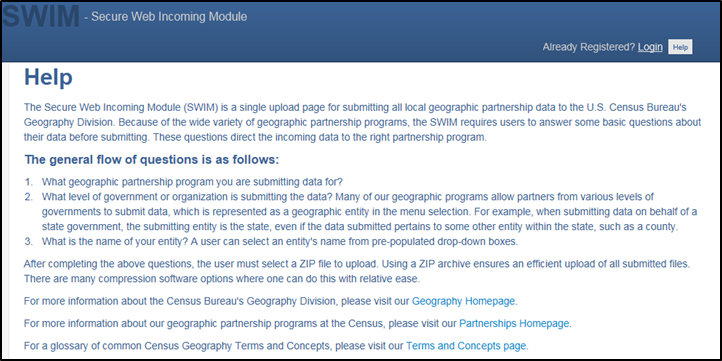 SWIM - Secure Web Incoming Module
Already Registered? Login Help
Help
The Secure Web Incoming Module (SWIM) is a single upload page for submitting all local geographic partnership data to the U.S. Census Bureau's
Geography Division. Because of the wide variety of geographic partnership programs, the SWIM requires users to answer some basic questions about
their data before submitting. These questions direct the incoming data to the right partnership program.
The general flow of questions is as follows:
1. What geographic partnership program you are submitting data for?
2. What level of government or organization is submitting the data? Many of our geographic programs allow partners from various levels of
governments to submit data, which is represented as a geographic entity in the menu selection. For example, when submitting data on behalf of a
state government, the submitting entity is the state, even if the data submitted pertains to some other entity within the state, such as a county.
3. What is the name of your entity? A user can select an entity's name from pre-populated drop-down boxes.
After completing the above questions, the user must select a ZIP file to upload. Using a ZIP archive ensures an efficient upload of all submitted files.
There are many compression software options where one can do this with relative ease.
For more information about the Census Bureau's Geography Division, please visit our Geography Homepage.
For more information about our geographic partnership programs at the Census, please visit our Partnerships Homepage.
For a glossary of common Census Geography Terms and Concepts, please visit our Terms and Concepts page.